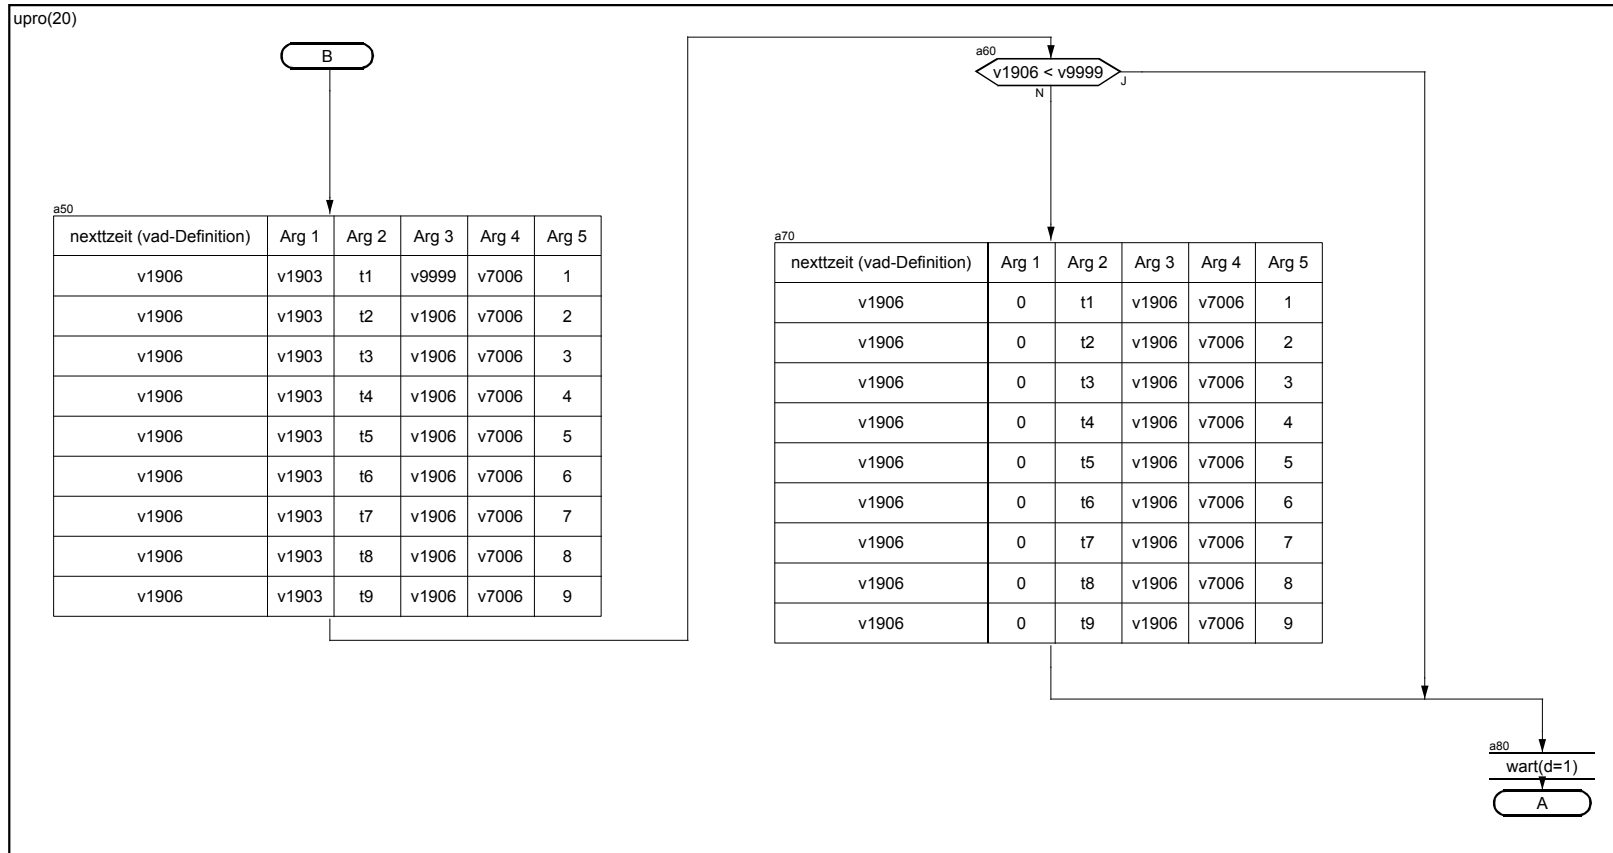 upro(20)
B
a50
nexttzeit (vad-Definition) Arg 1 Arg 2 Arg 3 Arg 4 Arg 5
v1906 v1903 t1 v9999 v7006 1
v1906 v1903 t2 v1906 v7006 2
v1906 v1903 t3 v1906 v7006 3
v1906 v1903 t4 v1906 v7006 4
v1906 v1903 t5 v1906 v7006 5
v1906 v1903 t6 v1906 v7006 6
v1906 v1903 t7 v1906 v7006 7
v1906 v1903 t8 v1906 v7006 8
v1906 v1903 t9 v1906 v7006 9
a60
v1906 < v9999
J
N
a70
nexttzeit (vad-Definition) Arg 1 Arg 2 Arg 3 Arg 4 Arg 5
v1906 0 t1 v1906 v7006 1
v1906 0 t2 v1906 v7006 2
v1906 0 t3 v1906 v7006 3
v1906 0 t4 v1906 v7006 4
v1906 0 t5 v1906 v7006 5
v1906 0 t6 v1906 v7006 6
v1906 0 t7 v1906 v7006 7
v1906 0 t8 v1906 v7006 8
v1906 0 t9 v1906 v7006 9
a80
wart(d=1)
A